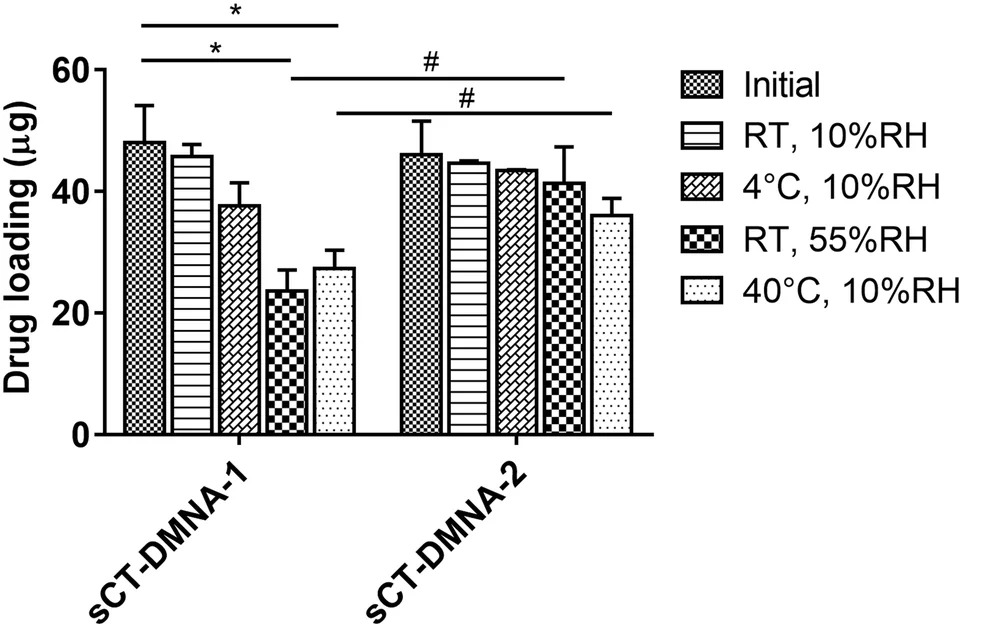 *
*
#
#
Drug loading (µg)
60
40
20
0
sCT-DMNA-1
sCT-DMNA-2
Initial
RT, 10%RH
4°C, 10%RH
RT, 55%RH
40°C, 10%RH